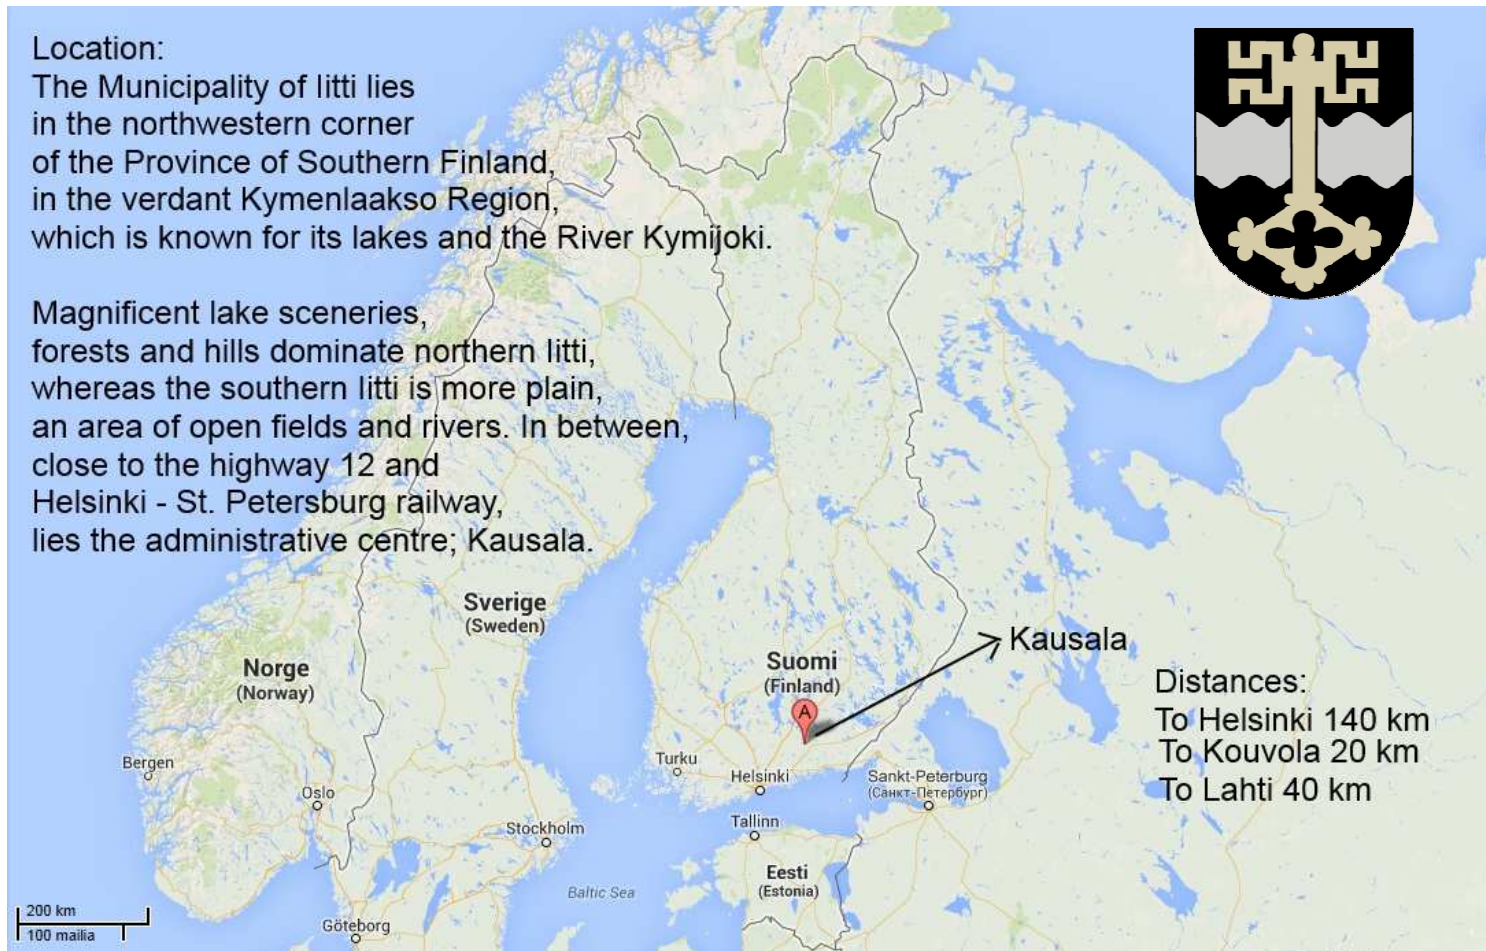 Location:
The Municipality of Iitti lies
in the northwestern corner
of the Province of Southern Finland,
in the verdant Kymenlaakso Region,
which is known for its lakes and the River Kymijoki.
Magnificent lake sceneries,
forests and hills dominate northern Iitti,
whereas the southern Iitti is more plain,
an area of open fields and rivers. In between,
close to the highway 12 and
Helsinki - St. Petersburg railway,
lies the administrative centre; Kausala.
Sverige
(Sweden)
Norge
(Norway)
Suomi
(Finland)
A
Kausala
Distances:
To Helsinki 140 km
To Kouvola 20 km
To Lahti 40 km
Bergen
Oslo
Stockholm
Turku
Helsinki
Sankt-Peterburg
(Санкт-Петербург)
Tallinn
Eesti
(Estonia)
Baltic Sea
Göteborg
200 km
100 mailia